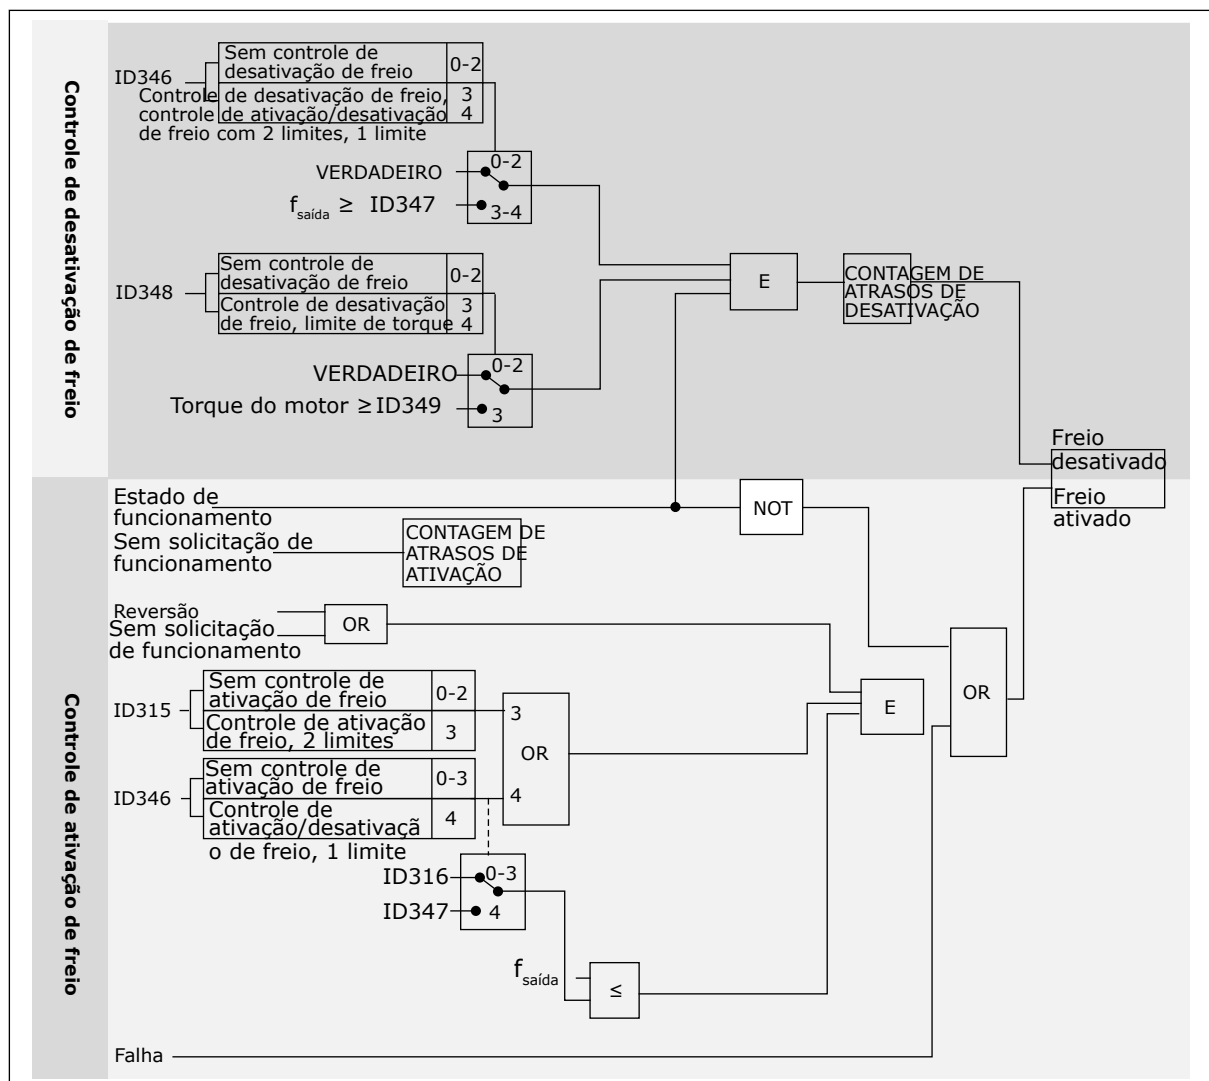 Controle de desativação de freio
ID346
Sem controle de
desativação de freio
0-2
Controle de desativação de freio,
controle de ativação/desativação
de freio com 2 limites, 1 limite
3
4
VERDADEIRO
0-2
fsaída ≥ ID347
3-4
ID348
Sem controle de
desativação de freio
0-2
Controle de desativação
de freio, limite de torque
3
4
VERDADEIRO
0-2
Torque do motor ≥ID349
3
E
CONTAGEM DE
ATRASOS DE
DESATIVAÇÃO
Freio
desativado
Freio
ativado
Controle de ativação de freio
Estado de
funcionamento
NOT
Sem solicitação de
funcionamento
CONTAGEM DE
ATRASOS DE
ATIVAÇÃO
Reversão
Sem solicitação
de funcionamento
OR
ID315
Sem controle de
ativação de freio
0-2
Controle de ativação
de freio, 2 limites
3
3
OR
4
E
OR
ID346
Sem controle de
ativação de freio
0-3
Controle de
ativação/desativaçã
o de freio, 1 limite
4
ID316
0-3
ID347
4
fsaída
≤
Falha